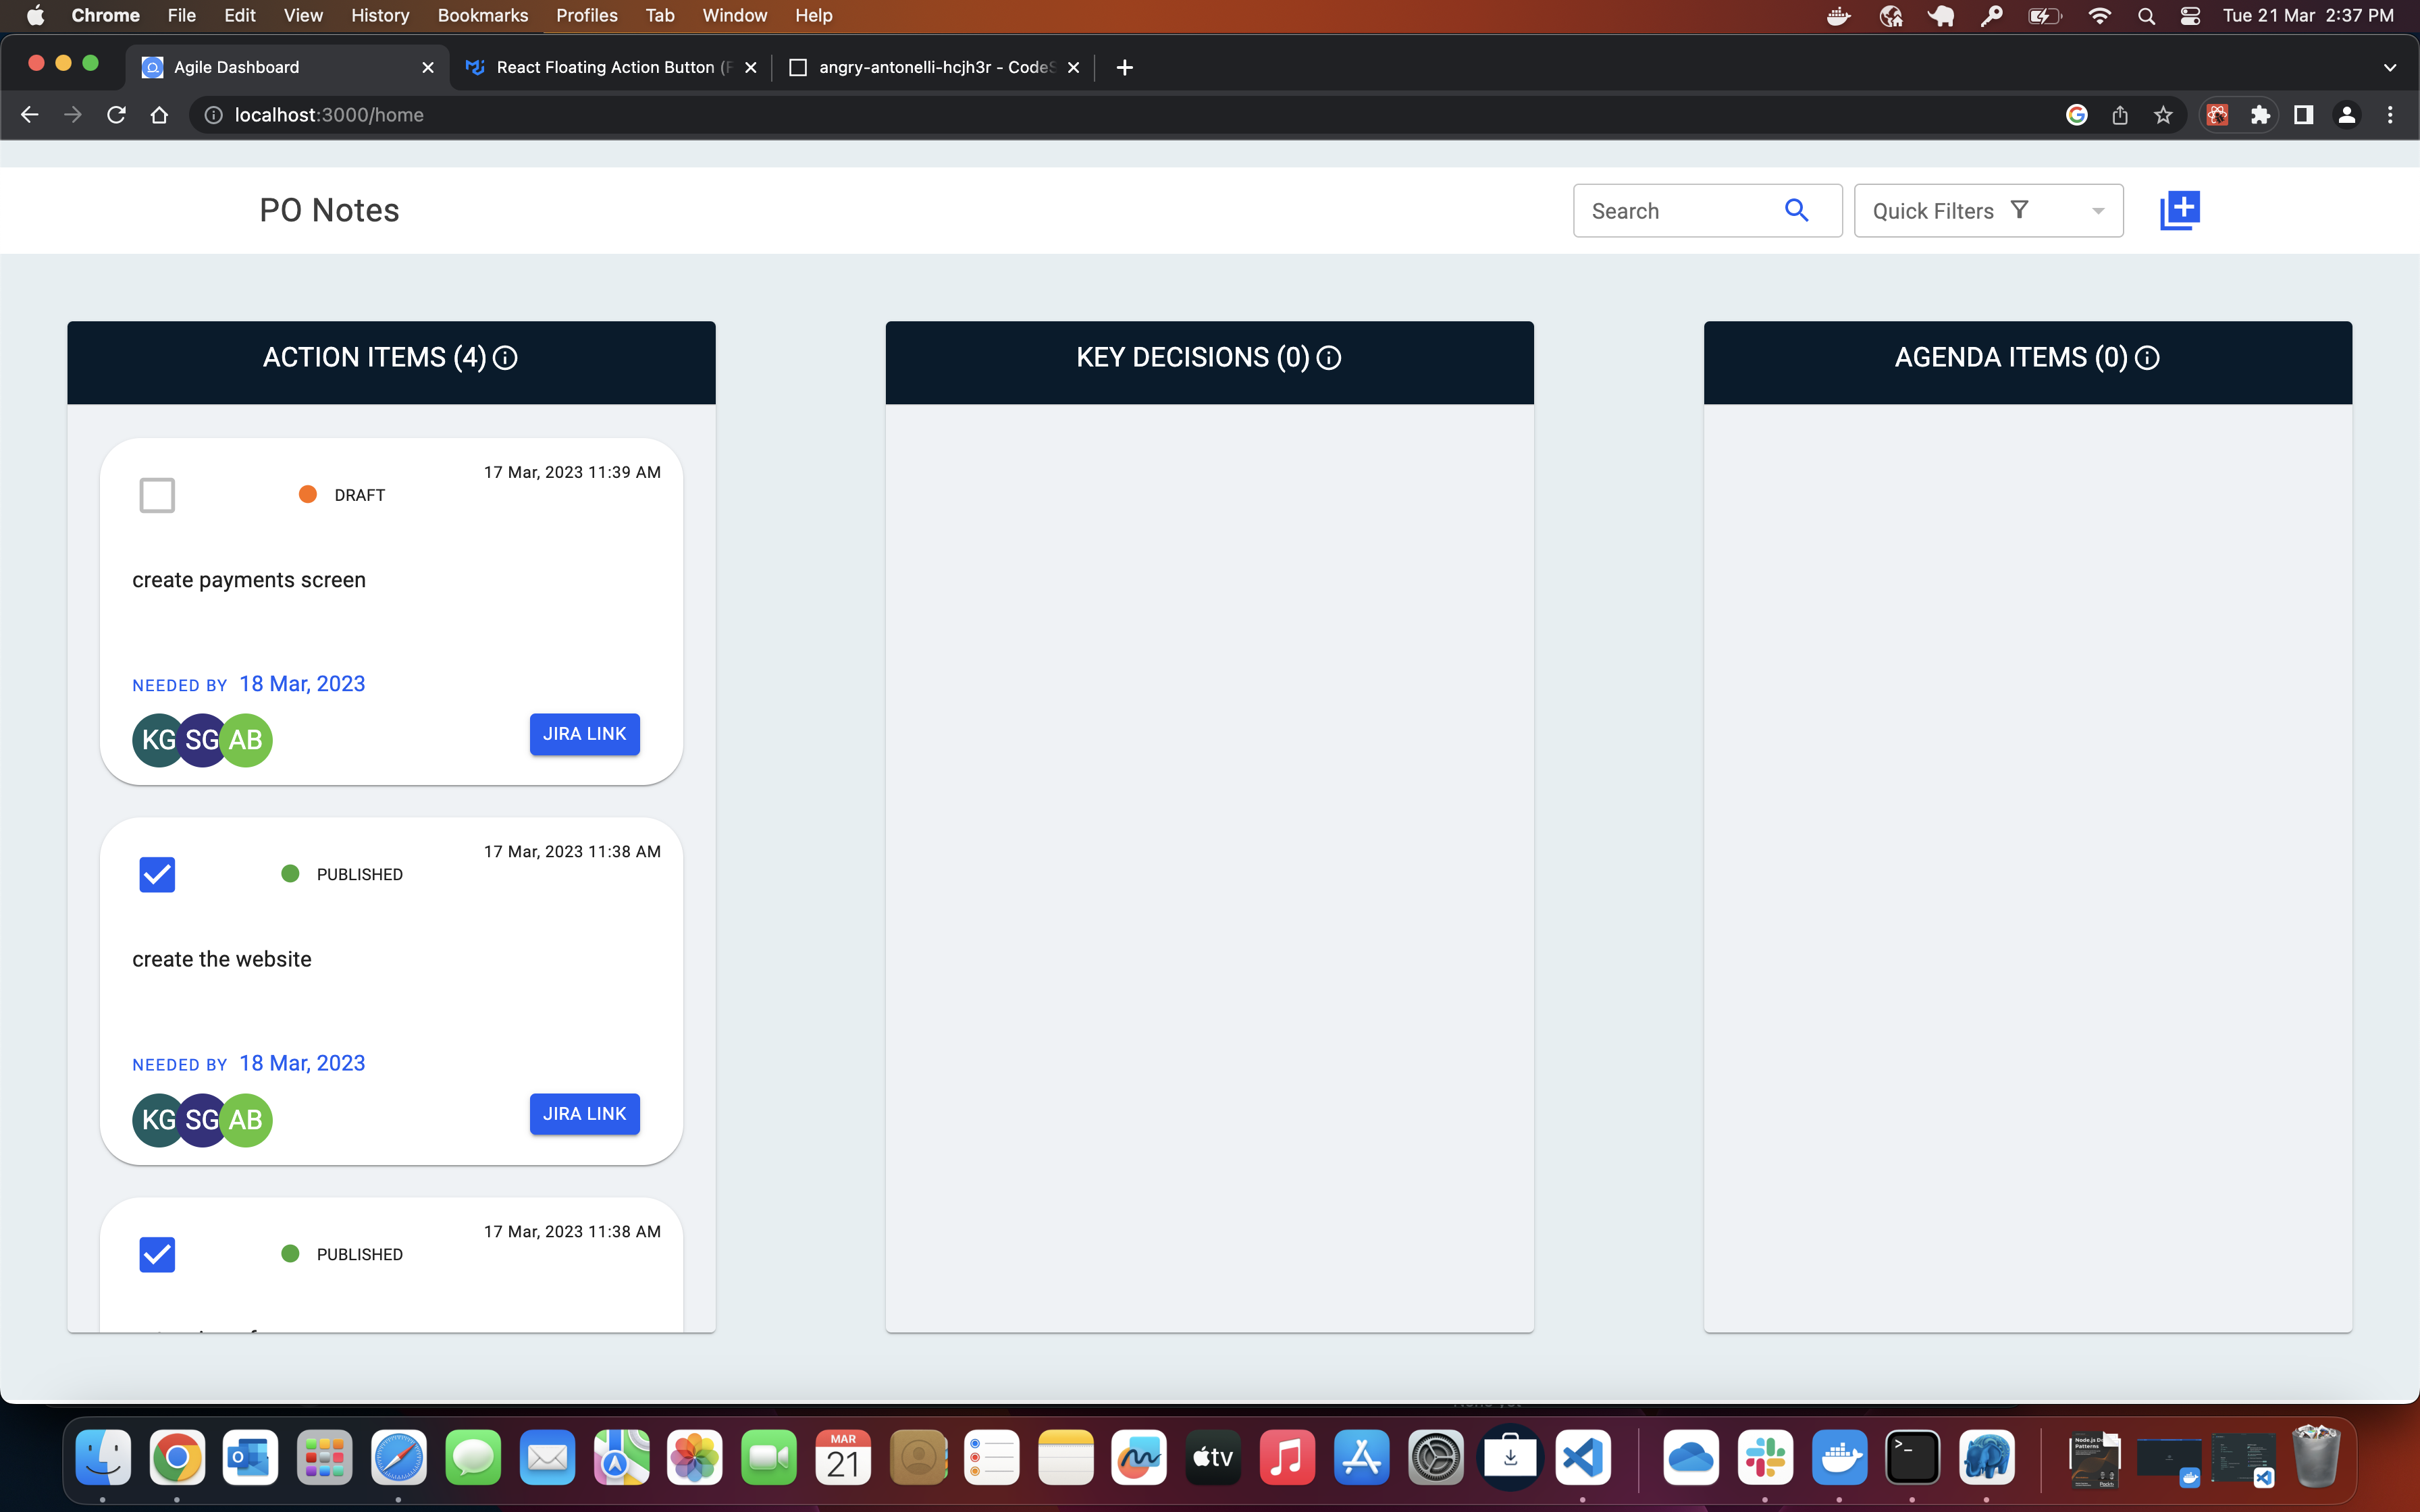 Chrome File Edit View History Bookmarks Profiles Tab Window Help Tue 21 Mar 2:37 PM
Agile Dashboard React Floating Action Button (F angry-antonelli-hcjh3r - CodeS
localhost:3000/home
PO Notes Search Quick Filters
ACTION ITEMS (4) KEY DECISIONS (0) AGENDA ITEMS (0)
17 Mar, 2023 11:39 AM
DRAFT
create payments screen
NEEDED BY 18 Mar, 2023
KG SG AB JIRA LINK
17 Mar, 2023 11:38 AM
PUBLISHED
create the website
NEEDED BY 18 Mar, 2023
KG SG AB JIRA LINK
17 Mar, 2023 11:38 AM
PUBLISHED
MAR
21
tv